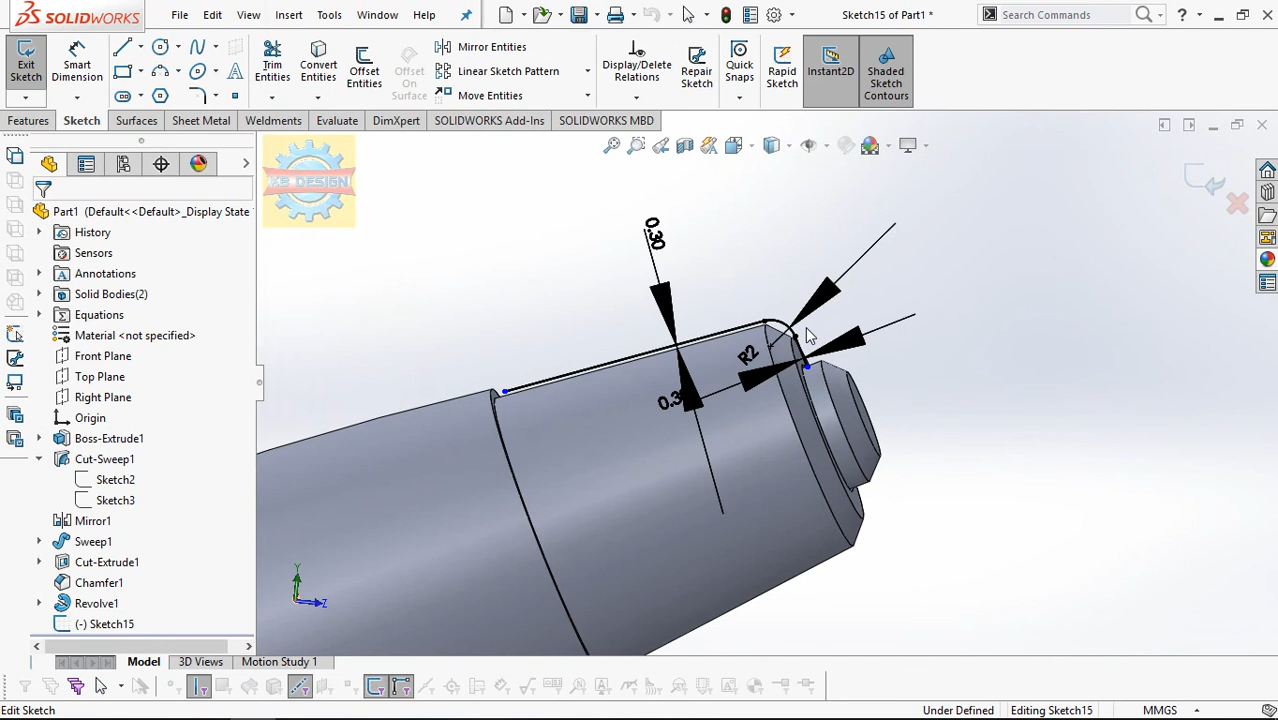 SOLIDWORKS File Edit View Insert Tools Window Help Sketch15 of Part1 * Search Commands ?
Exit Sketch Smart Dimension Trim Entities Convert Entities Offset Entities Offset On Surface Mirror Entities Linear Sketch Pattern Move Entities Display/Delete Relations Repair Sketch Quick Snaps Rapid Sketch Instant2D Shaded Sketch Contours
Features Sketch Surfaces Sheet Metal Weldments Evaluate DimXpert SOLIDWORKS Add-Ins SOLIDWORKS MBD
KB DESIGN
Part1 (Default<<Default>_Display State
History
Sensors
Annotations
Solid Bodies(2)
Equations
Material <not specified>
Front Plane
Top Plane
Right Plane
Origin
Boss-Extrude1
Cut-Sweep1
Sketch2
Sketch3
Mirror1
Sweep1
Cut-Extrude1
Chamfer1
Revolve1
(-) Sketch15
0.30
R2
Y
Z
Model 3D Views Motion Study 1
Edit Sketch Under Defined Editing Sketch15 MMGS